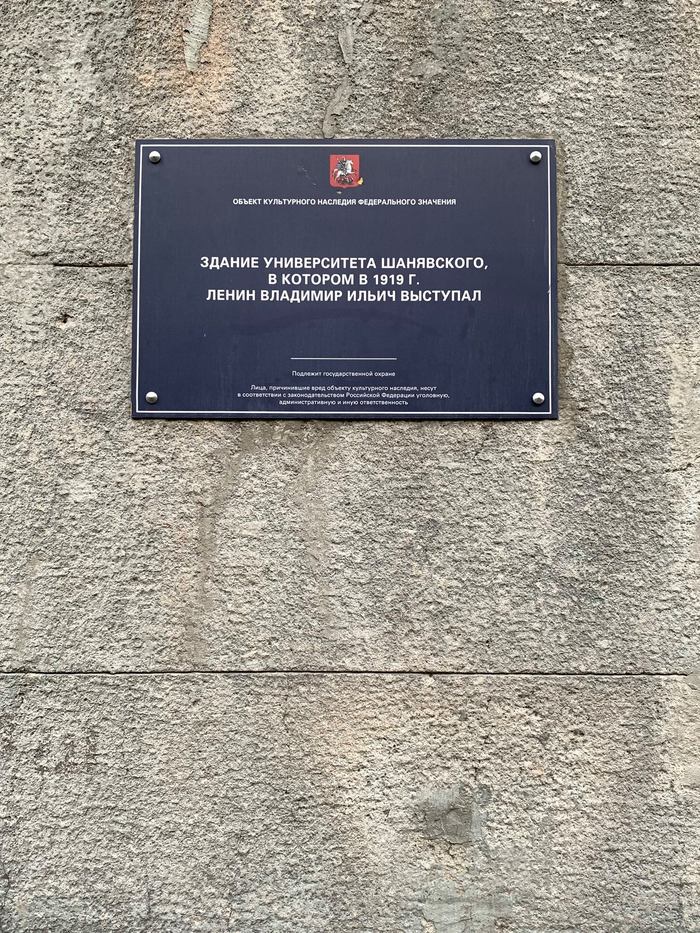 ОБЪЕКТ КУЛЬТУРНОГО НАСЛЕДИЯ ФЕДЕРАЛЬНОГО ЗНАЧЕНИЯ
ЗДАНИЕ УНИВЕРСИТЕТА ШАНЯВСКОГО,
В КОТОРОМ В 1919 Г.
ЛЕНИН ВЛАДИМИР ИЛЬИЧ ВЫСТУПАЛ
Подлежит государственной охране
Лица, причинившие вред объекту культурного наследия, несут
в соответствии с законодательством Российской Федерации уголовную,
административную и иную ответственность